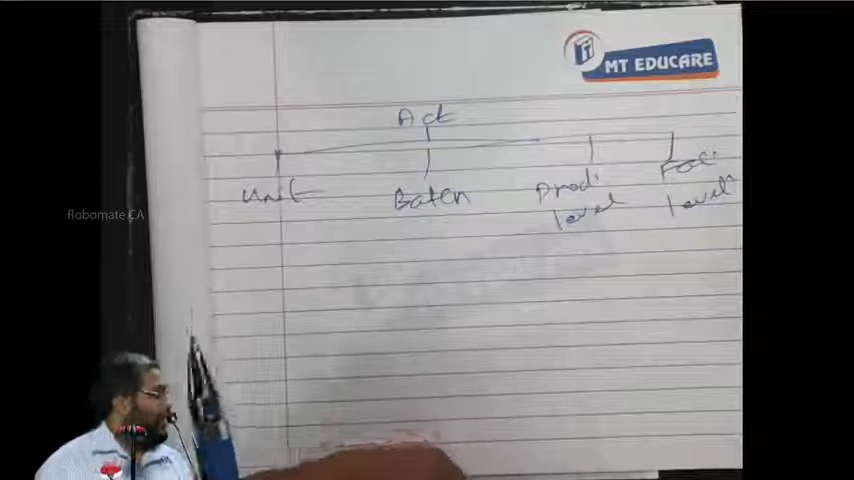 MT EDUCARE
Act
Unit Batch Prod. Faci.
level level
Robomate CA